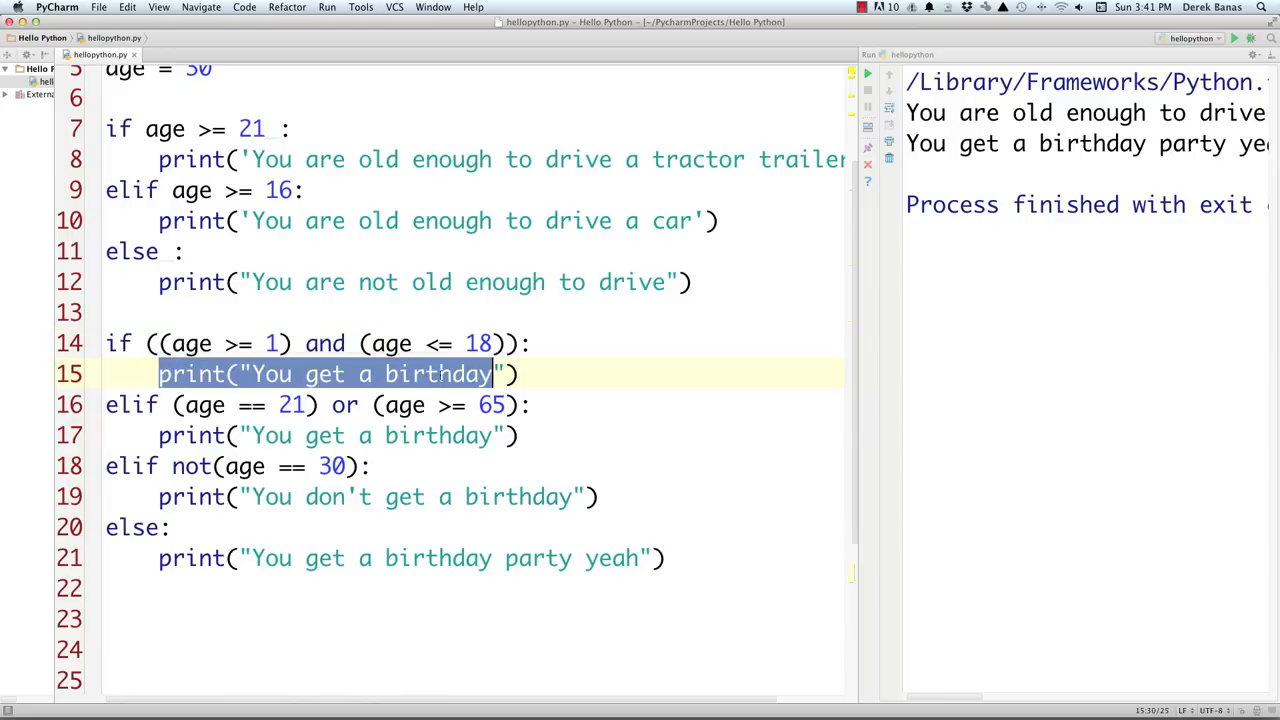 PyCharm File Edit View Navigate Code Refactor Run Tools VCS Window Help 10 Sun 3:41 PM Derek Banas
hellopython.py – Hello Python – [~/PycharmProjects/Hello Python]
Hello Python hellopython.py hellopython
hellopython.py Run hellopython
Hello P
hello
Externa
5 age = 30
6
7 if age >= 21 :
8 print('You are old enough to drive a tractor trailer
9 elif age >= 16:
10 print('You are old enough to drive a car')
11 else :
12 print("You are not old enough to drive")
13
14 if ((age >= 1) and (age <= 18)):
15 print("You get a birthday")
16 elif (age == 21) or (age >= 65):
17 print("You get a birthday")
18 elif not(age == 30):
19 print("You don't get a birthday")
20 else:
21 print("You get a birthday party yeah")
22
23
24
25
/Library/Frameworks/Python.
You are old enough to drive
You get a birthday party ye
Process finished with exit
15:30/25 LF UTF-8